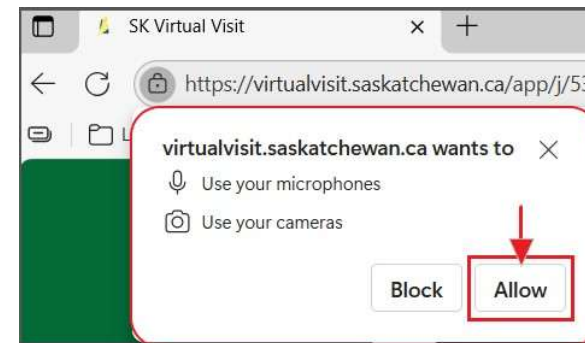 SK Virtual Visit
https://virtualvisit.saskatchewan.ca/app/j/53
virtualvisit.saskatchewan.ca wants to
Use your microphones
Use your cameras
Block
Allow